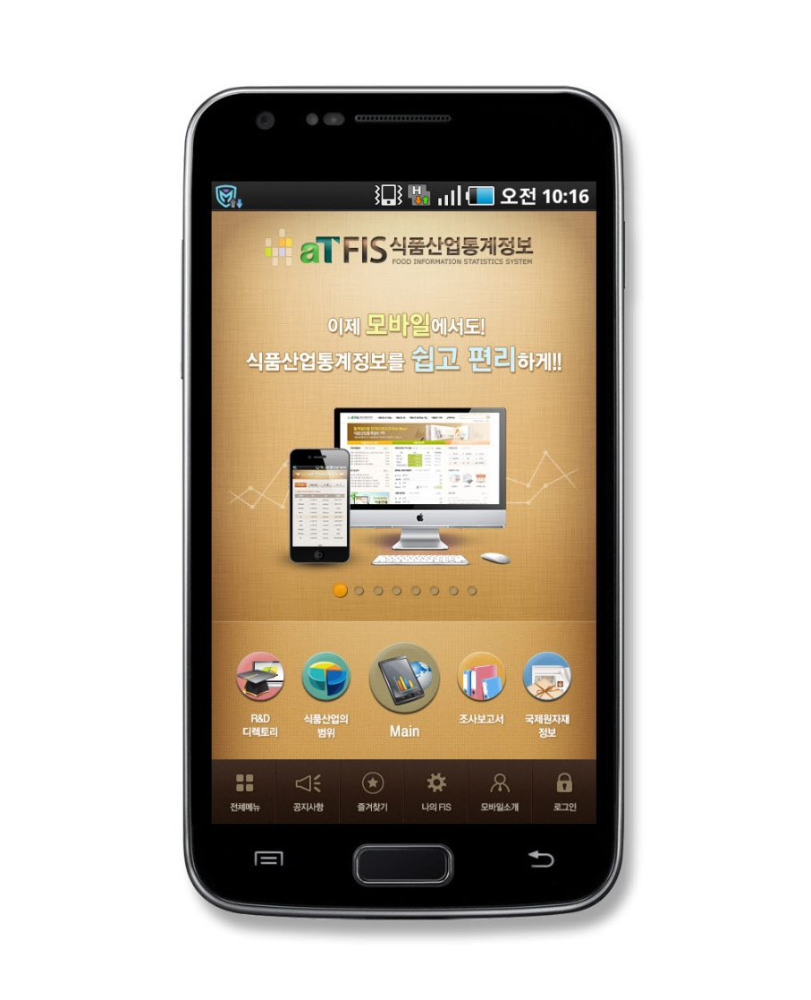 H
오전 10:16
aT FIS 식품산업통계정보
FOOD INFORMATION STATISTICS SYSTEM
이제 모바일에서도!
식품산업통계정보를 쉽고 편리하게!!
R&D
디렉토리
식품산업의
범위
Main
조사보고서
국제원자재
정보
전체메뉴
공지사항
즐겨찾기
나의 FIS
모바일소개
로그인